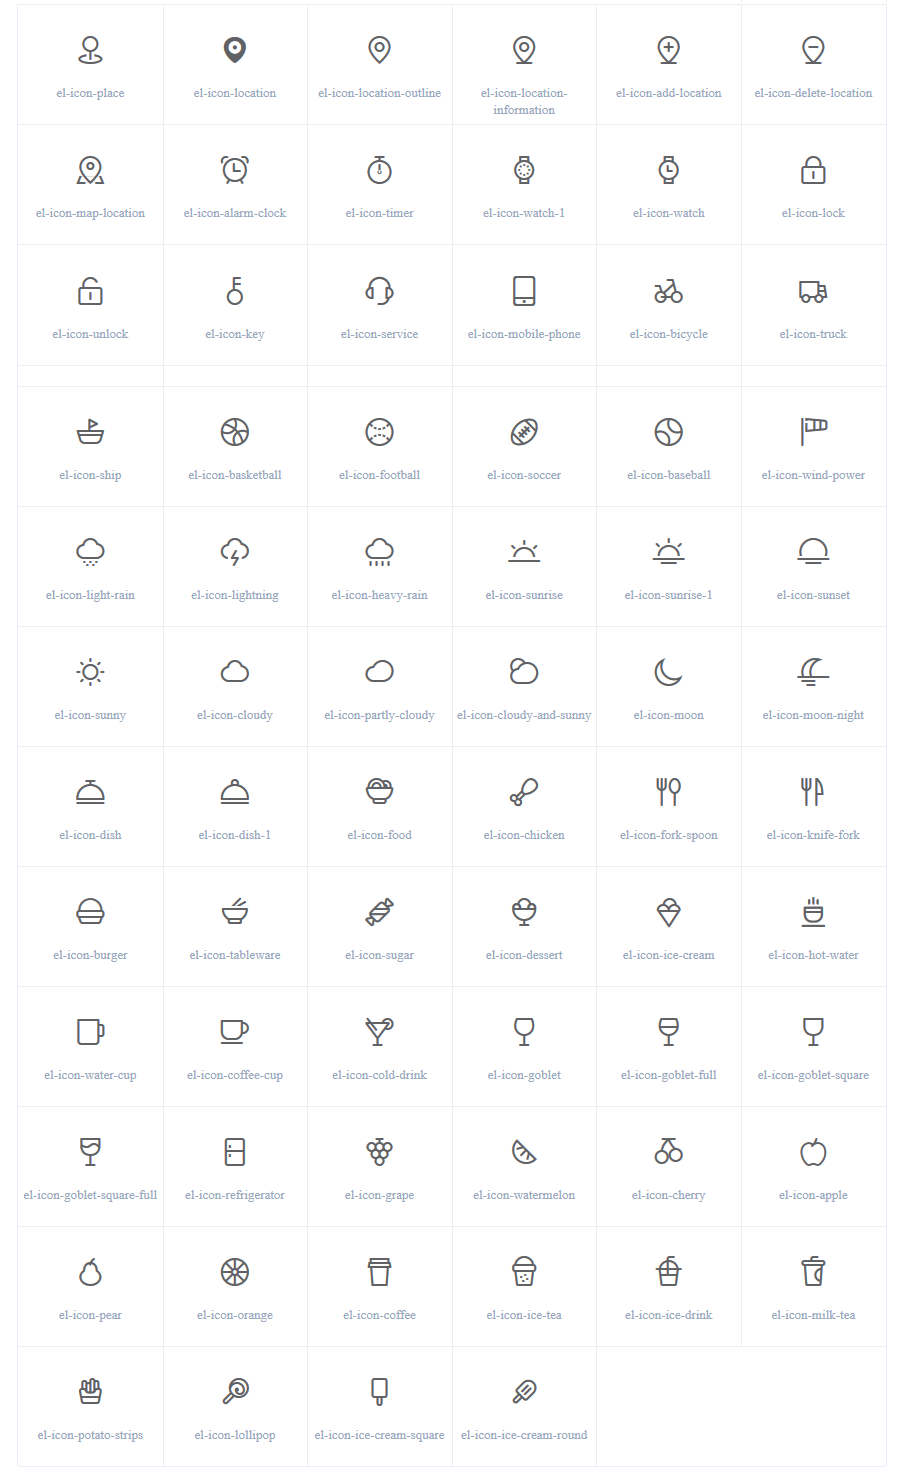 el-icon-place
el-icon-location
el-icon-location-outline
el-icon-location-
information
el-icon-add-location
el-icon-delete-location
el-icon-map-location
el-icon-alarm-clock
el-icon-timer
el-icon-watch-1
el-icon-watch
el-icon-lock
el-icon-unlock
el-icon-key
el-icon-service
el-icon-mobile-phone
el-icon-bicycle
el-icon-truck
el-icon-ship
el-icon-basketball
el-icon-football
el-icon-soccer
el-icon-baseball
el-icon-wind-power
el-icon-light-rain
el-icon-lightning
el-icon-heavy-rain
el-icon-sunrise
el-icon-sunrise-1
el-icon-sunset
el-icon-sunny
el-icon-cloudy
el-icon-partly-cloudy
el-icon-cloudy-and-sunny
el-icon-moon
el-icon-moon-night
el-icon-dish
el-icon-dish-1
el-icon-food
el-icon-chicken
el-icon-fork-spoon
el-icon-knife-fork
el-icon-burger
el-icon-tableware
el-icon-sugar
el-icon-dessert
el-icon-ice-cream
el-icon-hot-water
el-icon-water-cup
el-icon-coffee-cup
el-icon-cold-drink
el-icon-goblet
el-icon-goblet-full
el-icon-goblet-square
el-icon-goblet-square-full
el-icon-refrigerator
el-icon-grape
el-icon-watermelon
el-icon-cherry
el-icon-apple
el-icon-pear
el-icon-orange
el-icon-coffee
el-icon-ice-tea
el-icon-ice-drink
el-icon-milk-tea
el-icon-potato-strips
el-icon-lollipop
el-icon-ice-cream-square
el-icon-ice-cream-round